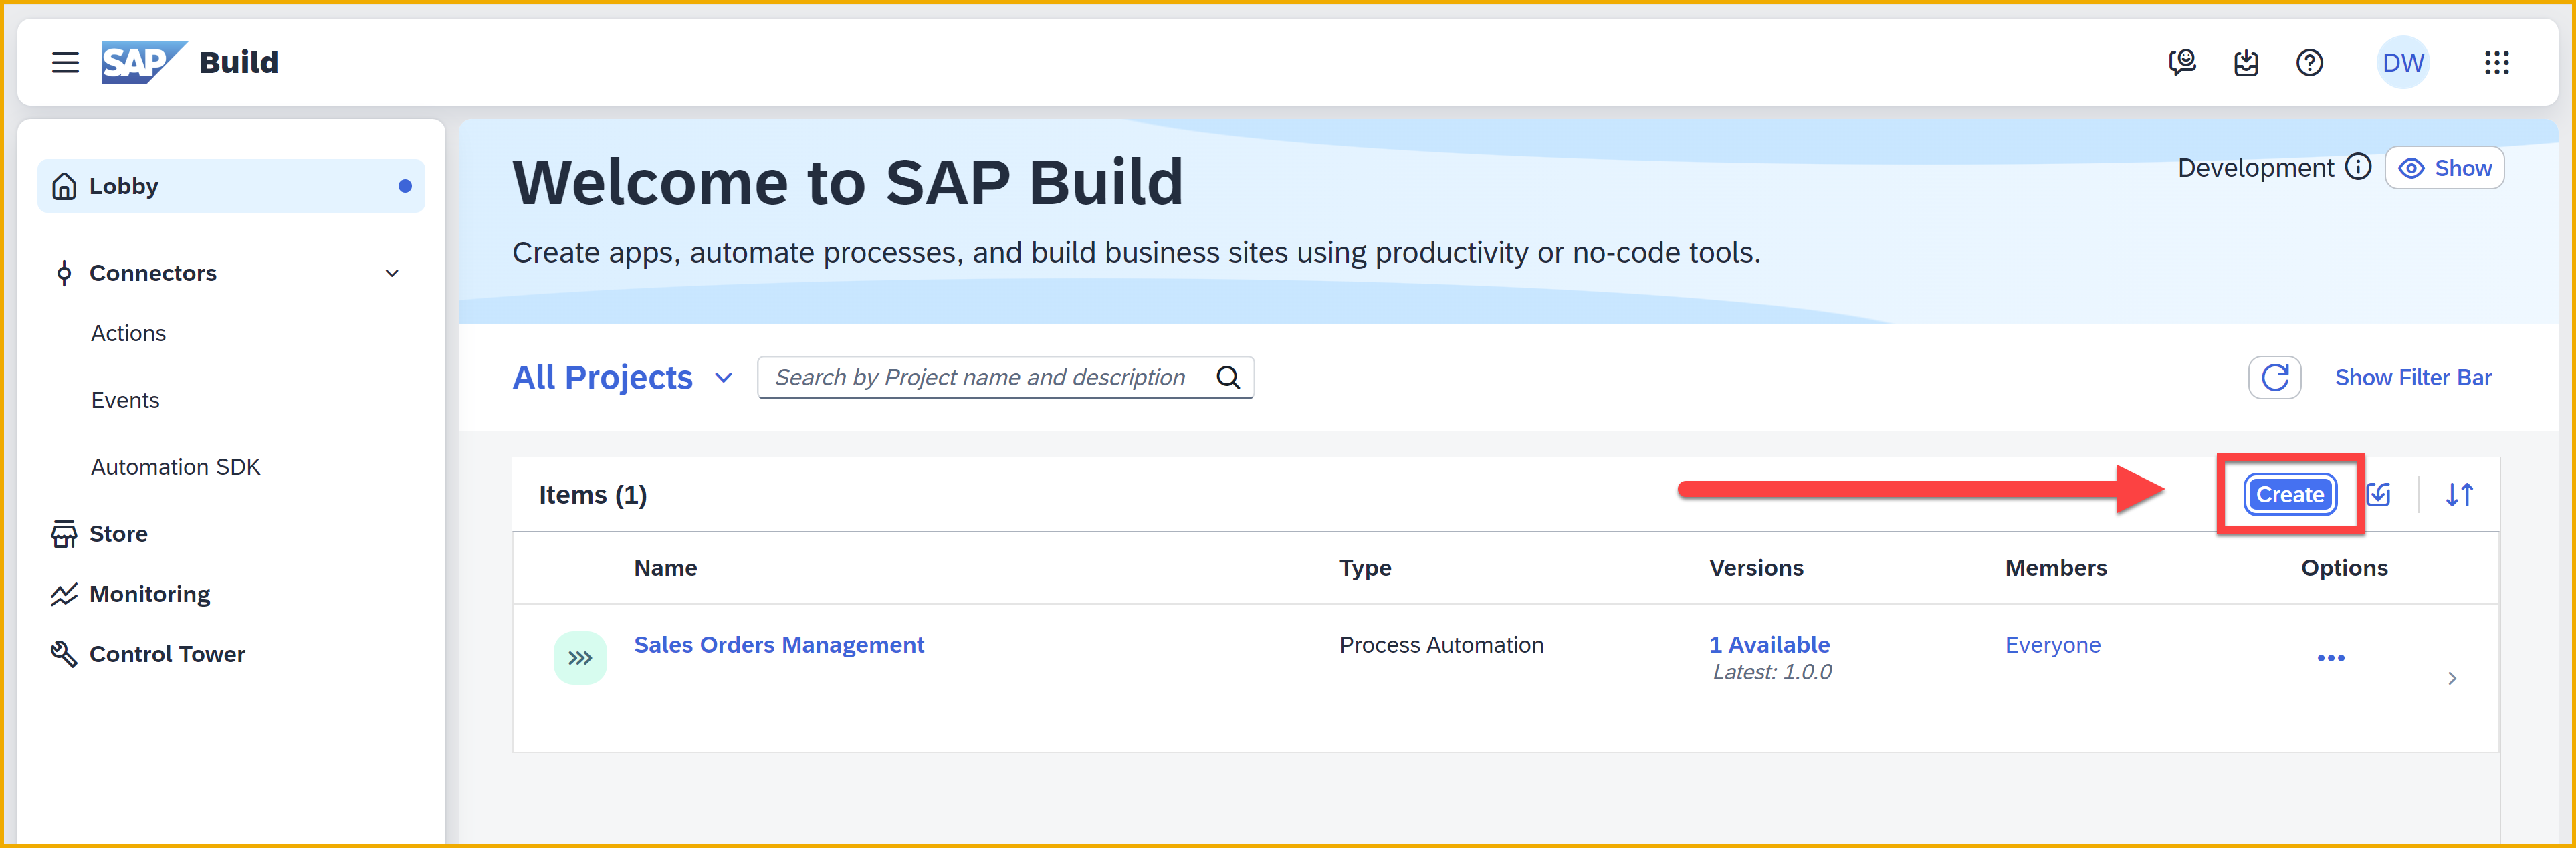 SAP Build
DW
Lobby
Connectors
Actions
Events
Automation SDK
Store
Monitoring
Control Tower
Welcome to SAP Build
Development
Show
Create apps, automate processes, and build business sites using productivity or no-code tools.
All Projects
Search by Project name and description
Show Filter Bar
Items (1)
Create
Name Type Versions Members Options
Sales Orders Management Process Automation 1 Available Everyone
Latest: 1.0.0